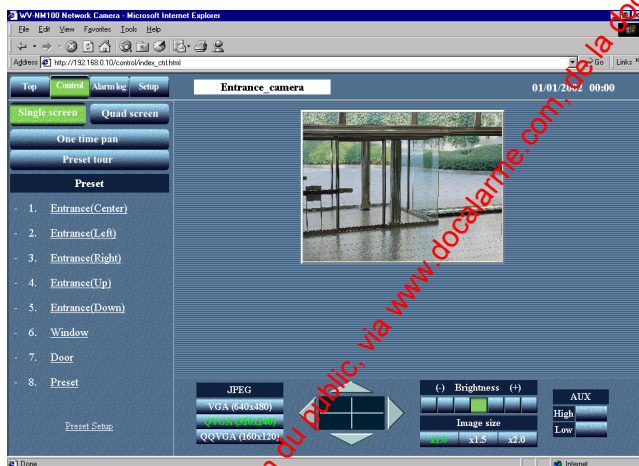 WV-NM100 Network Camera - Microsoft Internet Explorer
File Edit View Favorites Tools Help
Address http://192.168.0.10/control/index_ctrl.html Go Links
Top Control Alarm log Setup Entrance_camera 01/01/2002 00:00
Single screen Quad screen
One time pan
Preset tour
Preset
- 1. Entrance(Center)
- 2. Entrance(Left)
- 3. Entrance(Right)
- 4. Entrance(Up)
- 5. Entrance(Down)
- 6. Window
- 7. Door
- 8. Preset
Preset Setup
JPEG
VGA (640x480)
QVGA (320x240)
QQVGA (160x120)
(-) Brightness (+)
Image size
x1.0 x1.5 x2.0
AUX
High
Low
Done Internet
du public, via www.docalarme.com, de la doc